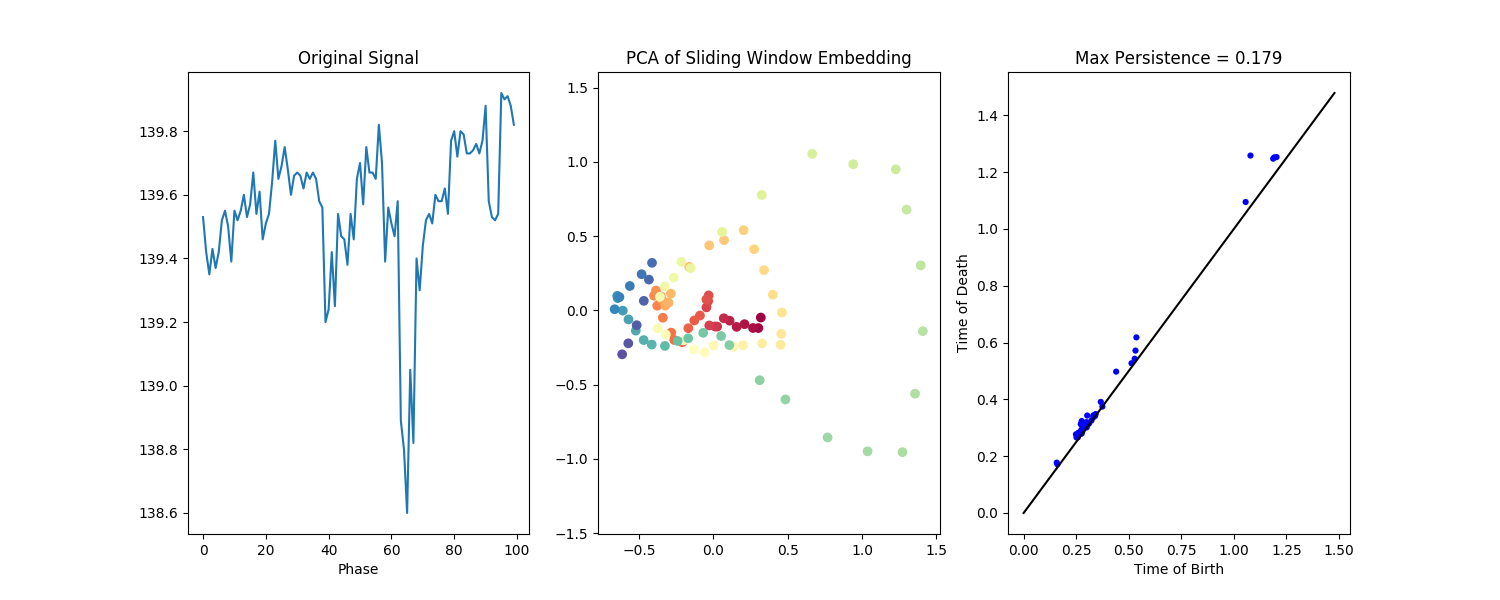 Original Signal
139.8
139.6
139.4
139.2
139.0
138.8
138.6
0 20 40 60 80 100
Phase
PCA of Sliding Window Embedding
1.5
1.0
0.5
0.0
−0.5
−1.0
−1.5
−0.5 0.0 0.5 1.0 1.5
Max Persistence = 0.179
Time of Death
1.4
1.2
1.0
0.8
0.6
0.4
0.2
0.0
0.00 0.25 0.50 0.75 1.00 1.25 1.50
Time of Birth